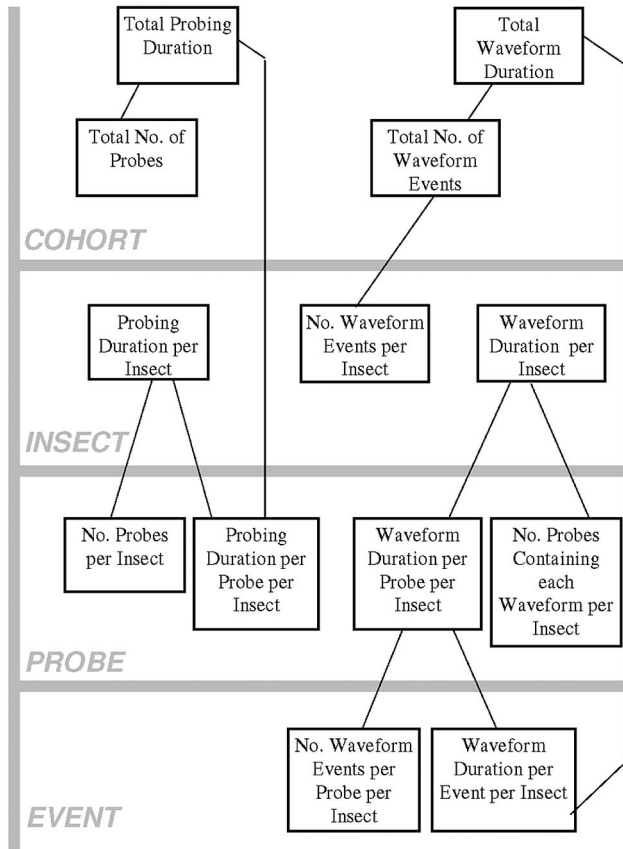 Total Probing
Duration
Total
Waveform
Duration
Total No. of
Probes
Total No. of
Waveform
Events
COHORT
Probing
Duration per
Insect
No. Waveform
Events per
Insect
Waveform
Duration per
Insect
INSECT
No. Probes
per Insect
Probing
Duration per
Probe per
Insect
Waveform
Duration per
Probe per
Insect
No. Probes
Containing
each
Waveform per
Insect
PROBE
No. Waveform
Events per
Probe per
Insect
Waveform
Duration per
Event per Insect
EVENT